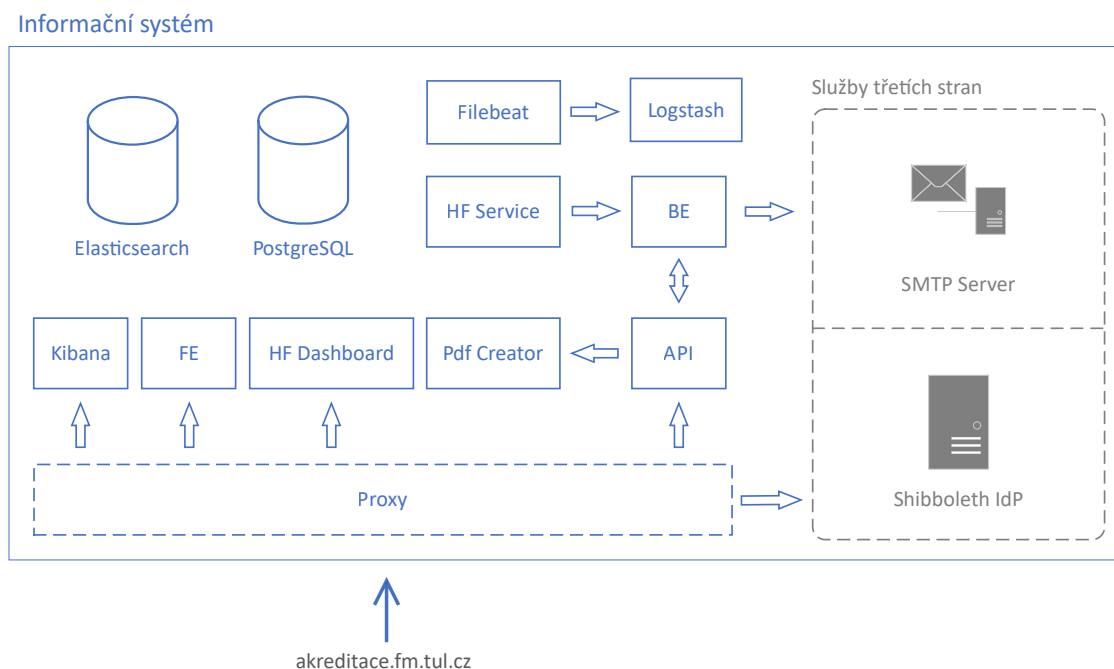 Informační systém
Služby třetích stran
Filebeat
Logstash
HF Service
BE
Elasticsearch
PostgreSQL
SMTP Server
Kibana
FE
HF Dashboard
Pdf Creator
API
Proxy
Shibboleth IdP
akreditace.fm.tul.cz